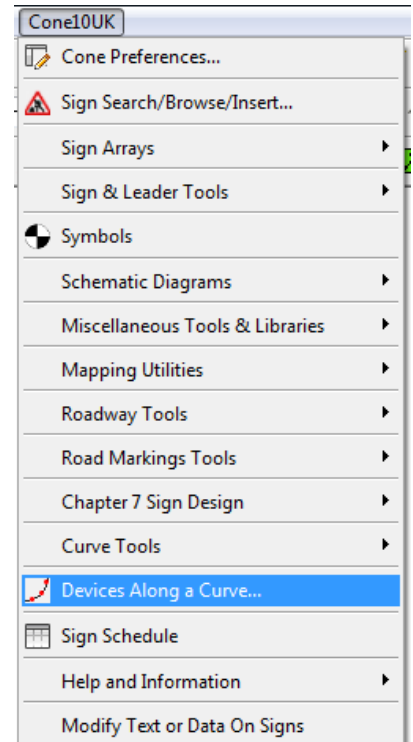 Cone10UK
Cone Preferences...
Sign Search/Browse/Insert...
Sign Arrays
Sign & Leader Tools
Symbols
Schematic Diagrams
Miscellaneous Tools & Libraries
Mapping Utilities
Roadway Tools
Road Markings Tools
Chapter 7 Sign Design
Curve Tools
Devices Along a Curve...
Sign Schedule
Help and Information
Modify Text or Data On Signs